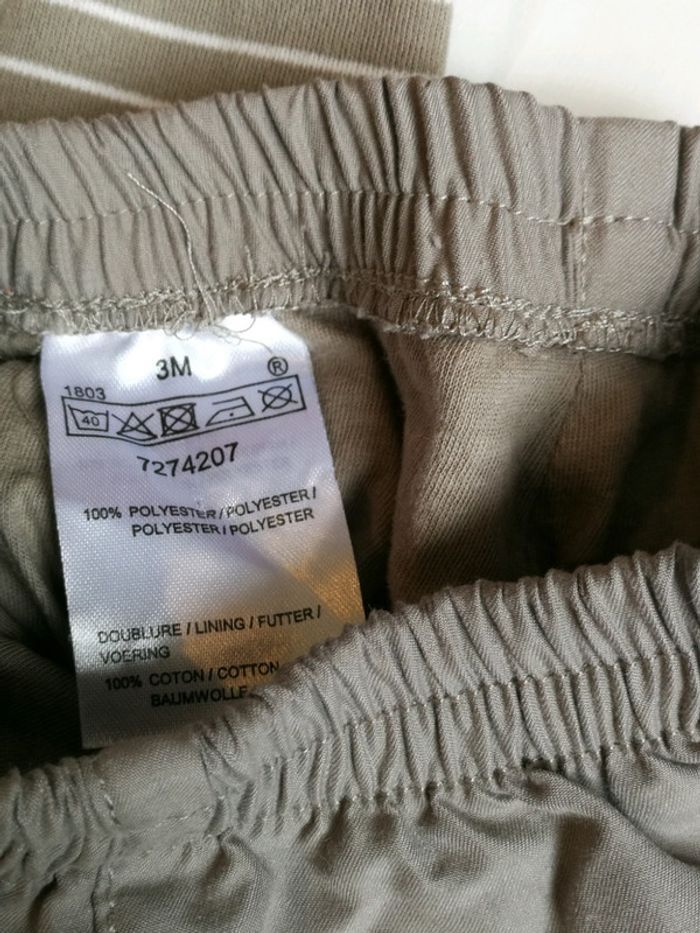 3M
1803 ®
40
7274207
100% POLYESTER / POLYESTER /
POLYESTER / POLYESTER
DOUBLURE / LINING / FUTTER /
VOERING
100% COTON / COTTON
BAUMWOLLE